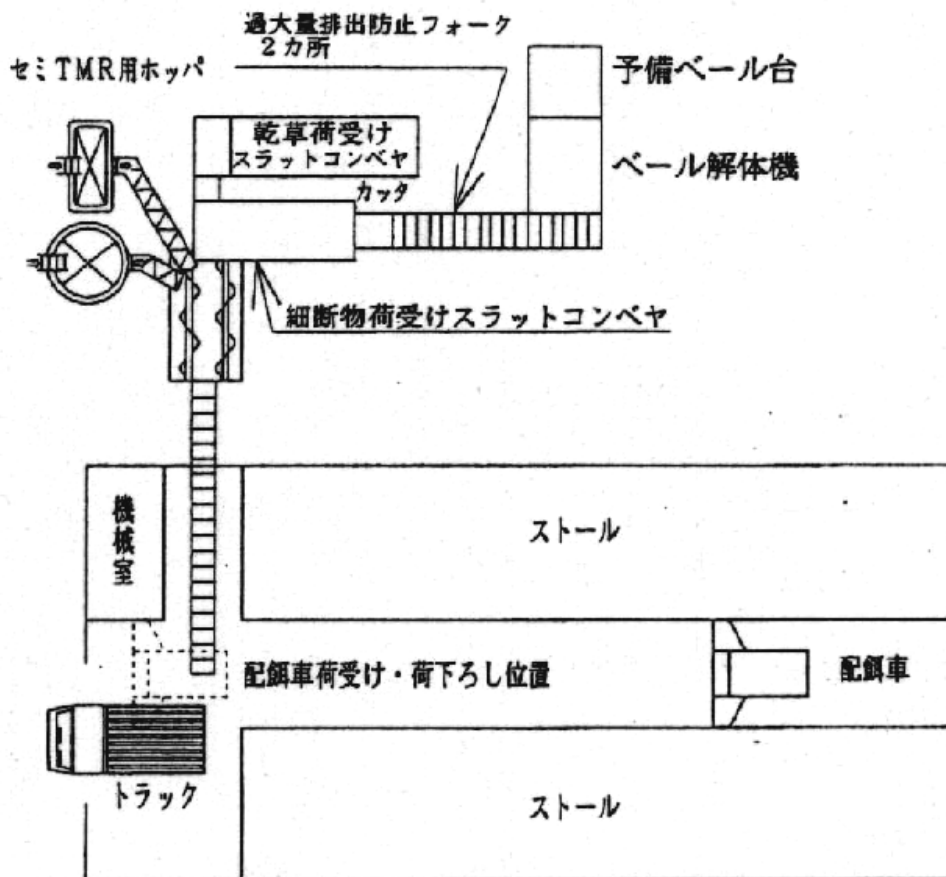 過大量排出防止フォーク
2カ所
セミTMR用ホッパ
予備ベール台
乾草荷受け
スラットコンベヤ
ベール解体機
カッタ
細断物荷受けスラットコンベヤ
機械室
ストール
配餌車荷受け・荷下ろし位置
配餌車
トラック
ストール